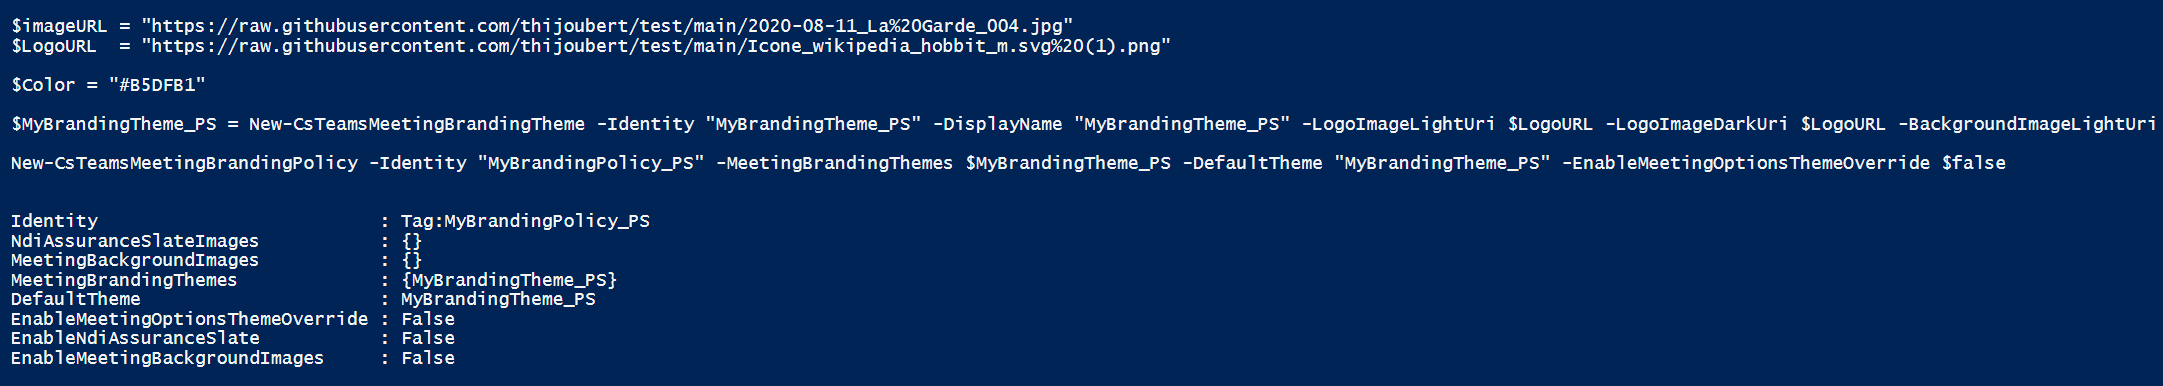 $imageURL = "https://raw.githubusercontent.com/thijoubert/test/main/2020-08-11_La%20Garde_004.jpg"
$LogoURL  = "https://raw.githubusercontent.com/thijoubert/test/main/Icone_wikipedia_hobbit_m.svg%20(1).png"
$Color = "#B5DFB1"
$MyBrandingTheme_PS = New-CsTeamsMeetingBrandingTheme -Identity "MyBrandingTheme_PS" -DisplayName "MyBrandingTheme_PS" -LogoImageLightUri $LogoURL -LogoImageDarkUri $LogoURL -BackgroundImageLightUri
New-CsTeamsMeetingBrandingPolicy -Identity "MyBrandingPolicy_PS" -MeetingBrandingThemes $MyBrandingTheme_PS -DefaultTheme "MyBrandingTheme_PS" -EnableMeetingOptionsThemeOverride $false
Identity                          : Tag:MyBrandingPolicy_PS
NdiAssuranceSlateImages           : {}
MeetingBackgroundImages           : {}
MeetingBrandingThemes             : {MyBrandingTheme_PS}
DefaultTheme                      : MyBrandingTheme_PS
EnableMeetingOptionsThemeOverride : False
EnableNdiAssuranceSlate           : False
EnableMeetingBackgroundImages     : False